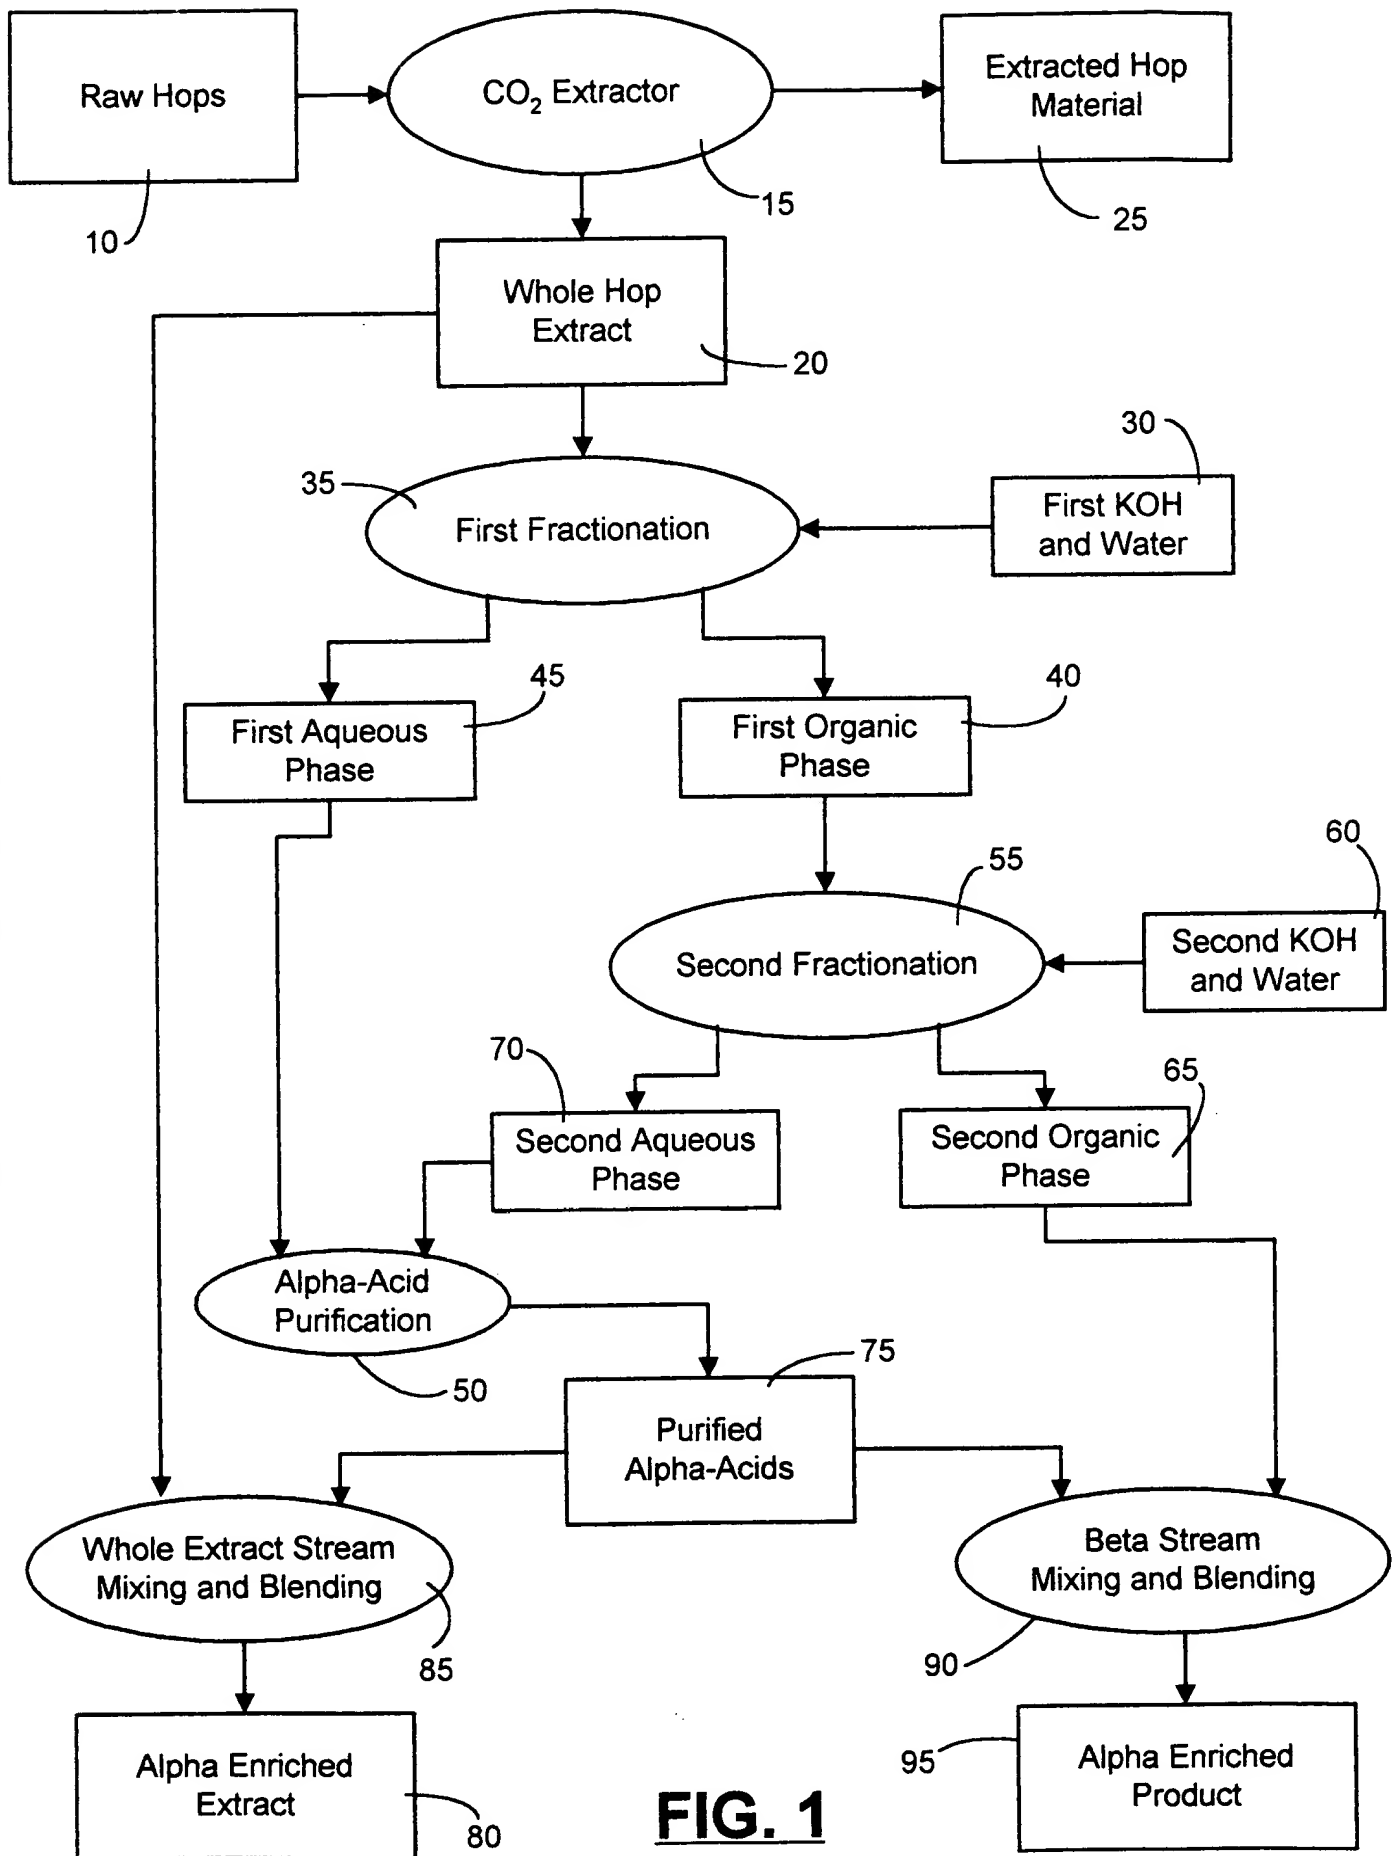 Raw Hops
CO₂ Extractor
Extracted Hop
Material
10
15
25
Whole Hop
Extract
20
30
35
First Fractionation
First KOH
and Water
45
40
First Aqueous
Phase
First Organic
Phase
55
60
Second Fractionation
Second KOH
and Water
70
65
Second Aqueous
Phase
Second Organic
Phase
Alpha-Acid
Purification
50
75
Purified
Alpha-Acids
Whole Extract Stream
Mixing and Blending
Beta Stream
Mixing and Blending
85
90
Alpha Enriched
Extract
80
95
Alpha Enriched
Product
FIG. 1